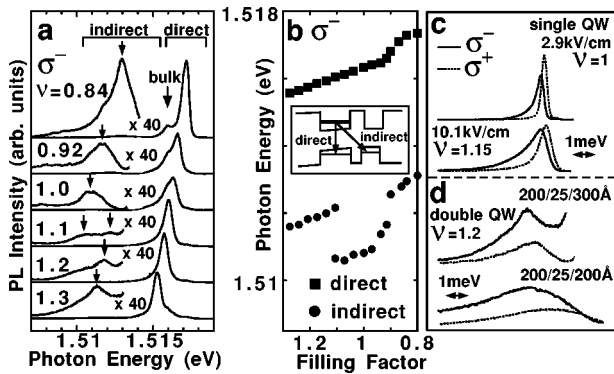 a
indirect direct
σ⁻
bulk
ν=0.84
x 40
0.92
x 40
1.0
x 40
1.1
x 40
1.2
x 40
1.3
x 40
1.51 1.515
Photon Energy (eV)
PL Intensity (arb. units)
b σ⁻
1.518
1.51
Photon Energy (eV)
direct indirect
■ direct
● indirect
1.2 1 0.8
Filling Factor
c
single QW
σ⁻
σ⁺
2.9kV/cm
ν=1
10.1kV/cm
ν=1.15
1meV
d
200/25/300Å
double QW
ν=1.2
200/25/200Å
1meV